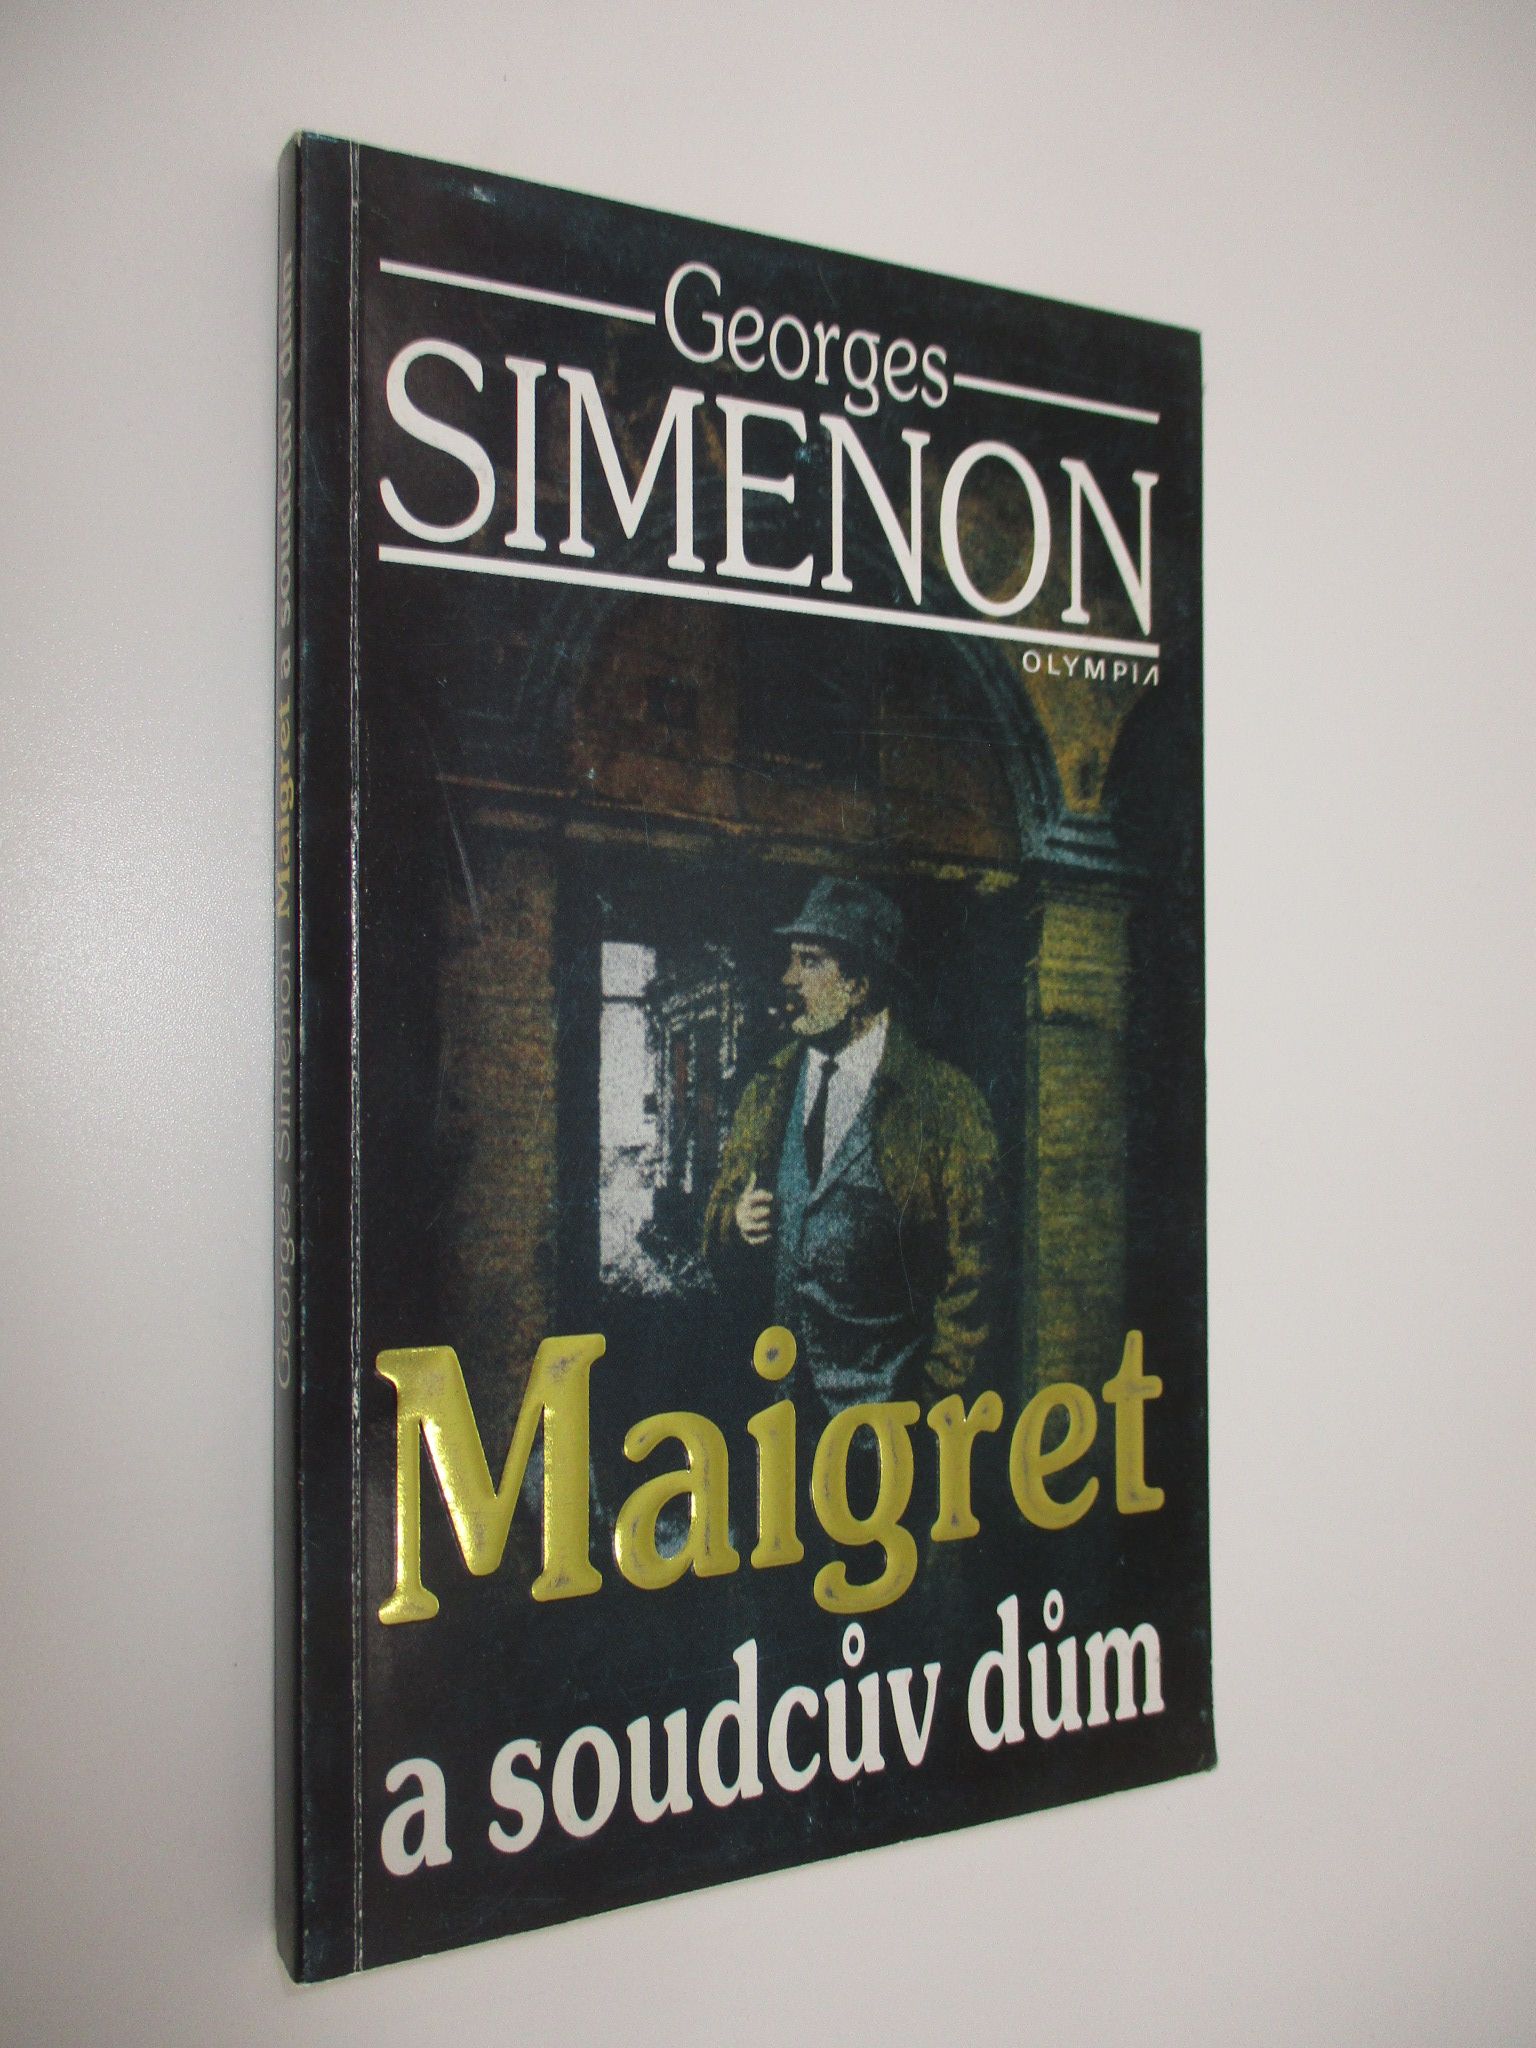 Georges
SIMENON
OLYMPIA
Maigret
a soudcův dům
Georges Simenon Maigret a soudcův dům